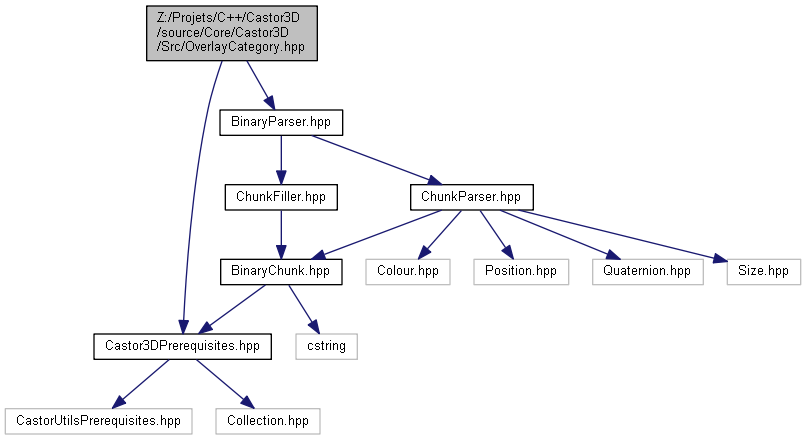 Z:/Projets/C++/Castor3D
/source/Core/Castor3D
/Src/OverlayCategory.hpp
BinaryParser.hpp
ChunkFiller.hpp
ChunkParser.hpp
BinaryChunk.hpp
Colour.hpp
Position.hpp
Quaternion.hpp
Size.hpp
Castor3DPrerequisites.hpp
cstring
CastorUtilsPrerequisites.hpp
Collection.hpp